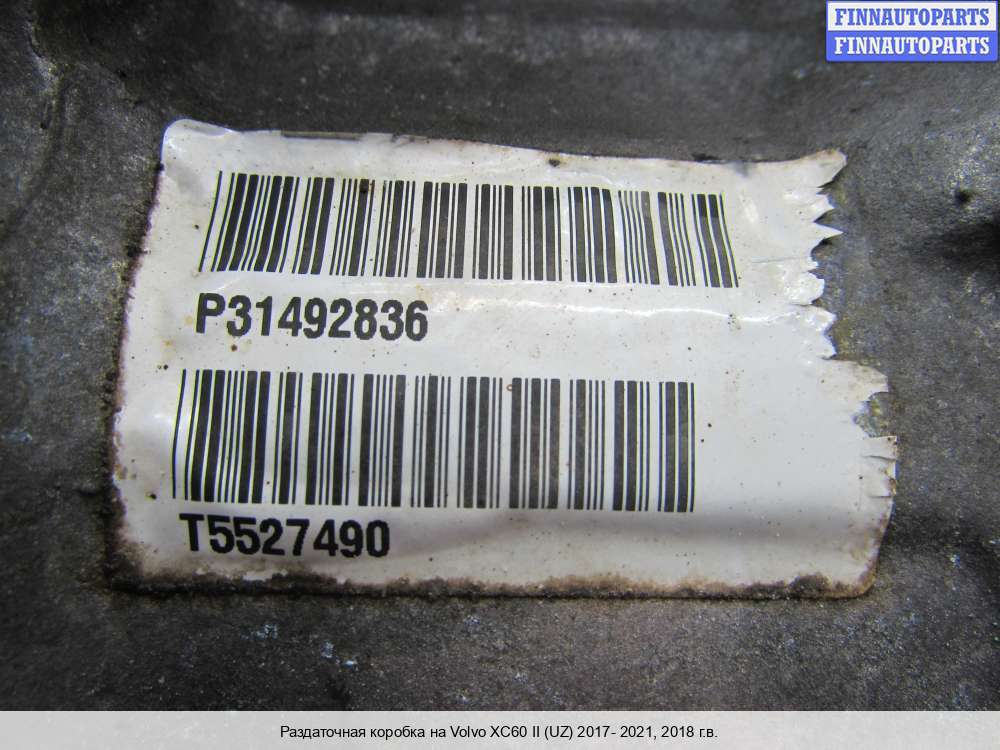 FINNAUTOPARTS
FINNAUTOPARTS
P31492836
T5527490
Раздаточная коробка на Volvo XC60 II (UZ) 2017- 2021, 2018 г.в.